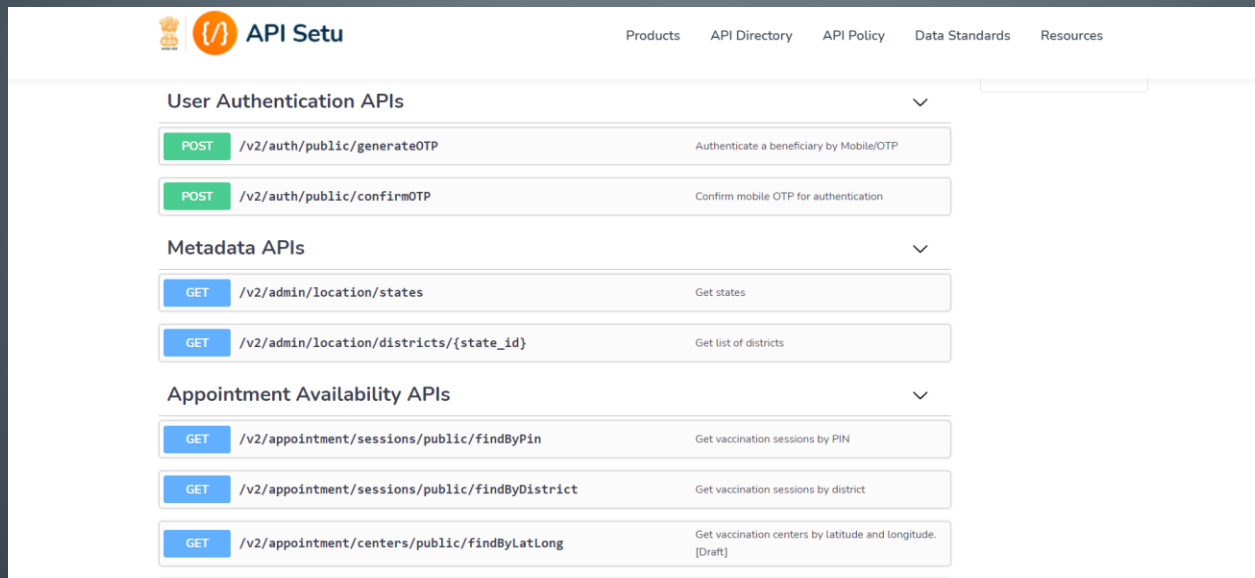 {/} API Setu
Products API Directory API Policy Data Standards Resources
User Authentication APIs
POST /v2/auth/public/generateOTP Authenticate a beneficiary by Mobile/OTP
POST /v2/auth/public/confirmOTP Confirm mobile OTP for authentication
Metadata APIs
GET /v2/admin/location/states Get states
GET /v2/admin/location/districts/{state_id} Get list of districts
Appointment Availability APIs
GET /v2/appointment/sessions/public/findByPin Get vaccination sessions by PIN
GET /v2/appointment/sessions/public/findByDistrict Get vaccination sessions by district
GET /v2/appointment/centers/public/findByLatLong Get vaccination centers by latitude and longitude.
[Draft]